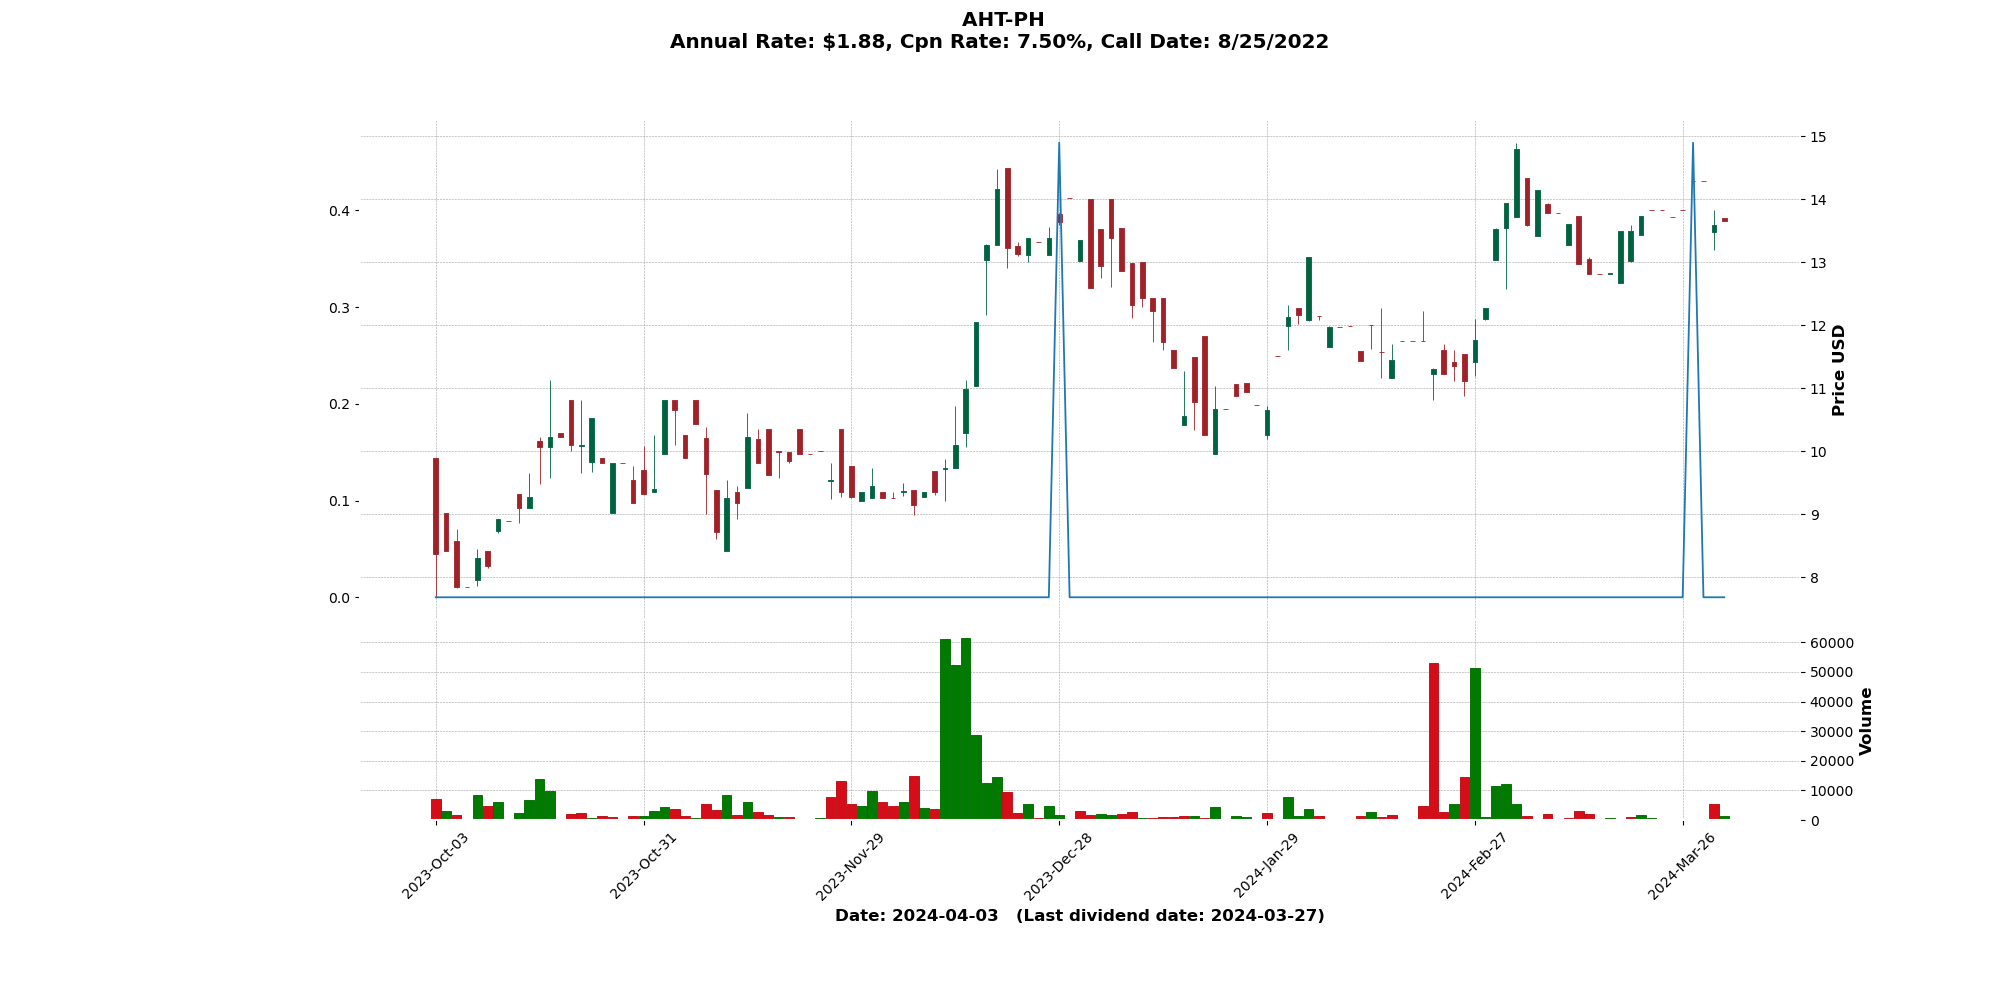 AHT-PH
Annual Rate: $1.88, Cpn Rate: 7.50%, Call Date: 8/25/2022
0.4
0.3
0.2
0.1
0.0
15
14
13
12
11
10
9
8
Price USD
60000
50000
40000
30000
20000
10000
0
Volume
2023-Oct-03
2023-Oct-31
2023-Nov-29
2023-Dec-28
2024-Jan-29
2024-Feb-27
2024-Mar-26
Date: 2024-04-03 (Last dividend date: 2024-03-27)